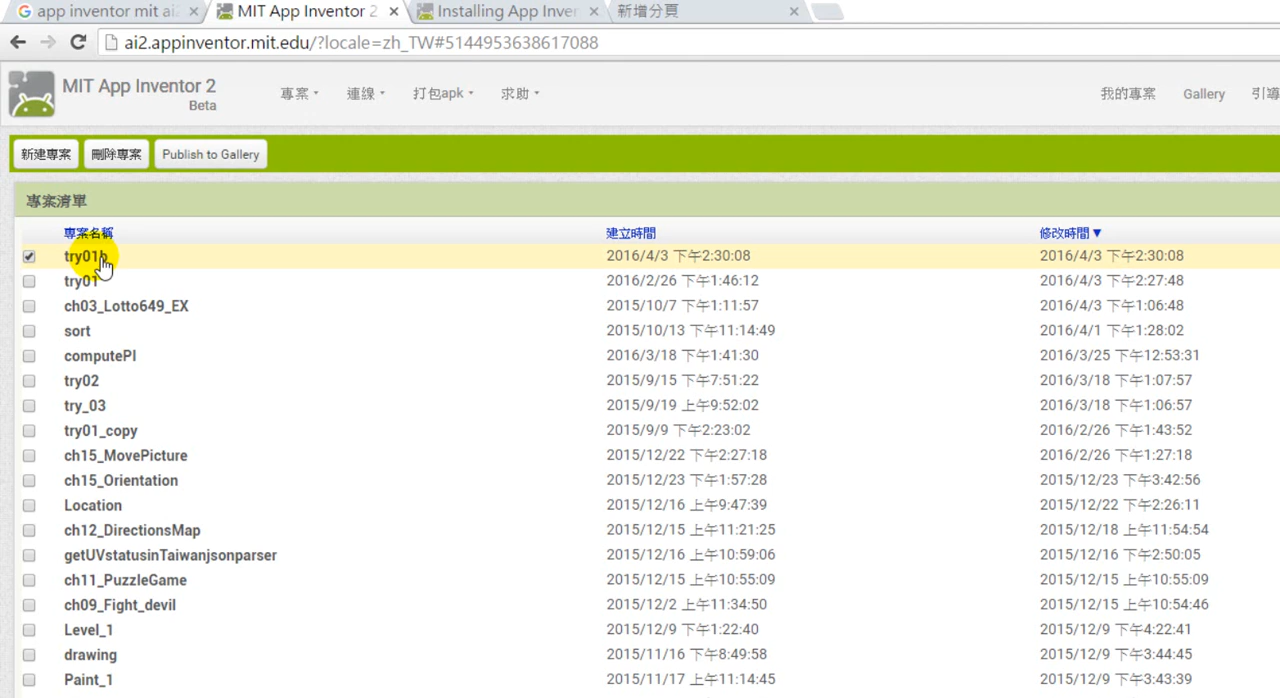 app inventor mit ai2
MIT App Inventor 2
Installing App Inven
新增分頁
ai2.appinventor.mit.edu/?locale=zh_TW#5144953638617088
MIT App Inventor 2
Beta
專案 連線 打包apk 求助 我的專案 Gallery 引導
新建專案 刪除專案 Publish to Gallery
專案清單
專案名稱 建立時間 修改時間▼
try01b 2016/4/3 下午2:30:08 2016/4/3 下午2:30:08
try01 2016/2/26 下午1:46:12 2016/4/3 下午2:27:48
ch03_Lotto649_EX 2015/10/7 下午1:11:57 2016/4/3 下午1:06:48
sort 2015/10/13 下午11:14:49 2016/4/1 下午1:28:02
computePI 2016/3/18 下午1:41:30 2016/3/25 下午12:53:31
try02 2015/9/15 下午7:51:22 2016/3/18 下午1:07:57
try_03 2015/9/19 上午9:52:02 2016/3/18 下午1:06:57
try01_copy 2015/9/9 下午2:23:02 2016/2/26 下午1:43:52
ch15_MovePicture 2015/12/22 下午2:27:18 2016/2/26 下午1:27:18
ch15_Orientation 2015/12/23 下午1:57:28 2015/12/23 下午3:42:56
Location 2015/12/16 上午9:47:39 2015/12/22 下午2:26:11
ch12_DirectionsMap 2015/12/15 上午11:21:25 2015/12/18 上午11:54:54
getUVstatusinTaiwanjsonparser 2015/12/16 上午10:59:06 2015/12/16 下午2:50:05
ch11_PuzzleGame 2015/12/15 上午10:55:09 2015/12/15 上午10:55:09
ch09_Fight_devil 2015/12/2 上午11:34:50 2015/12/15 上午10:54:46
Level_1 2015/12/9 下午1:22:40 2015/12/9 下午4:22:41
drawing 2015/11/16 下午8:49:58 2015/12/9 下午3:44:45
Paint_1 2015/11/17 上午11:14:45 2015/12/9 下午3:43:39